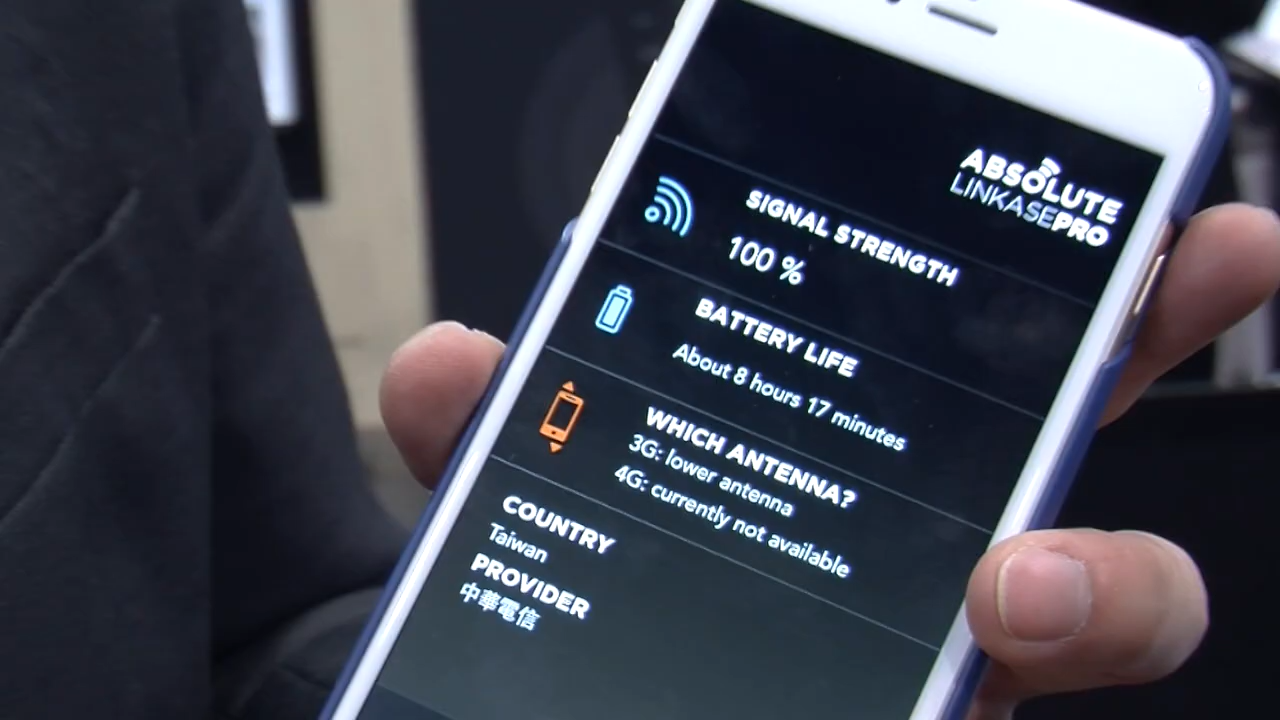 ABSOLUTE
LINKASEPRO
SIGNAL STRENGTH
100 %
BATTERY LIFE
About 8 hours 17 minutes
WHICH ANTENNA?
3G: lower antenna
4G: currently not available
COUNTRY
Taiwan
PROVIDER
中華電信